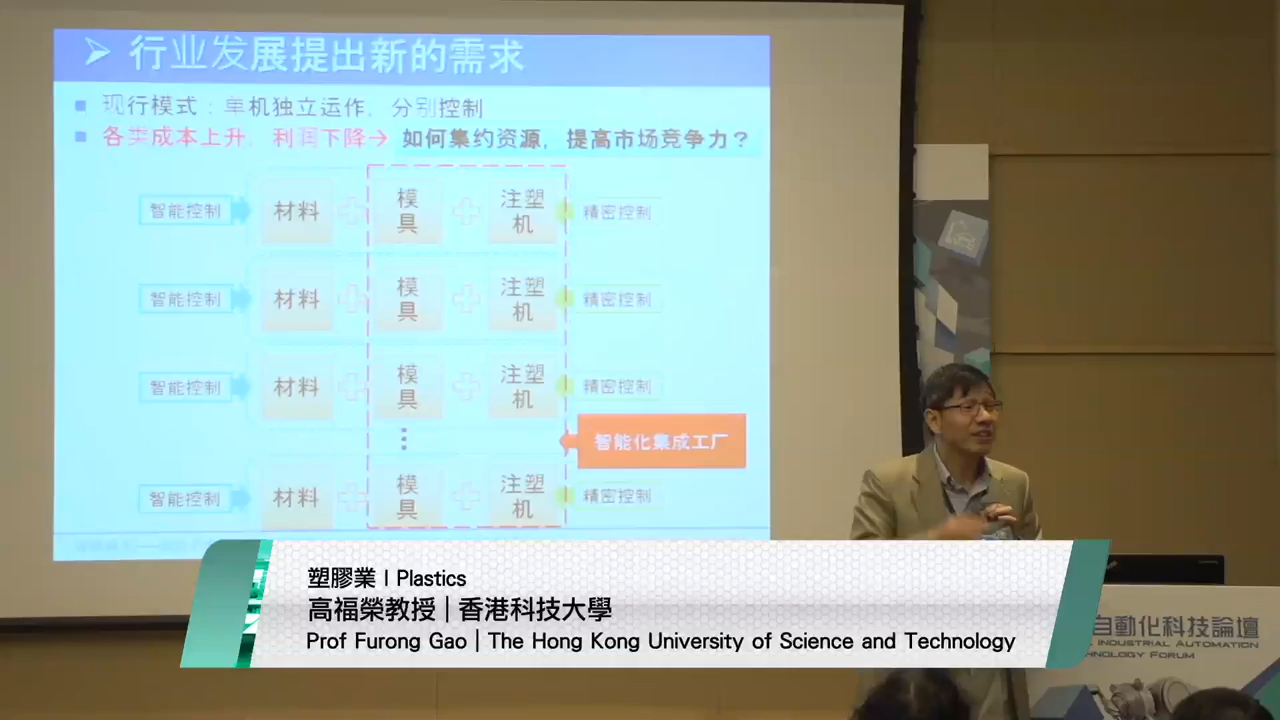 行业发展提出新的需求
现行模式：单机独立运作，分别控制
各类成本上升，利润下降→ 如何集约资源，提高市场竞争力？
智能控制 材料 模具 注塑机 精密控制
智能控制 材料 模具 注塑机 精密控制
智能控制 材料 模具 注塑机 精密控制
智能化集成工厂
智能控制 材料 模具 注塑机 精密控制
塑膠業 | Plastics
高福榮教授 | 香港科技大學
Prof Furong Gao | The Hong Kong University of Science and Technology
自動化科技論壇
INDUSTRIAL AUTOMATION
FORUM